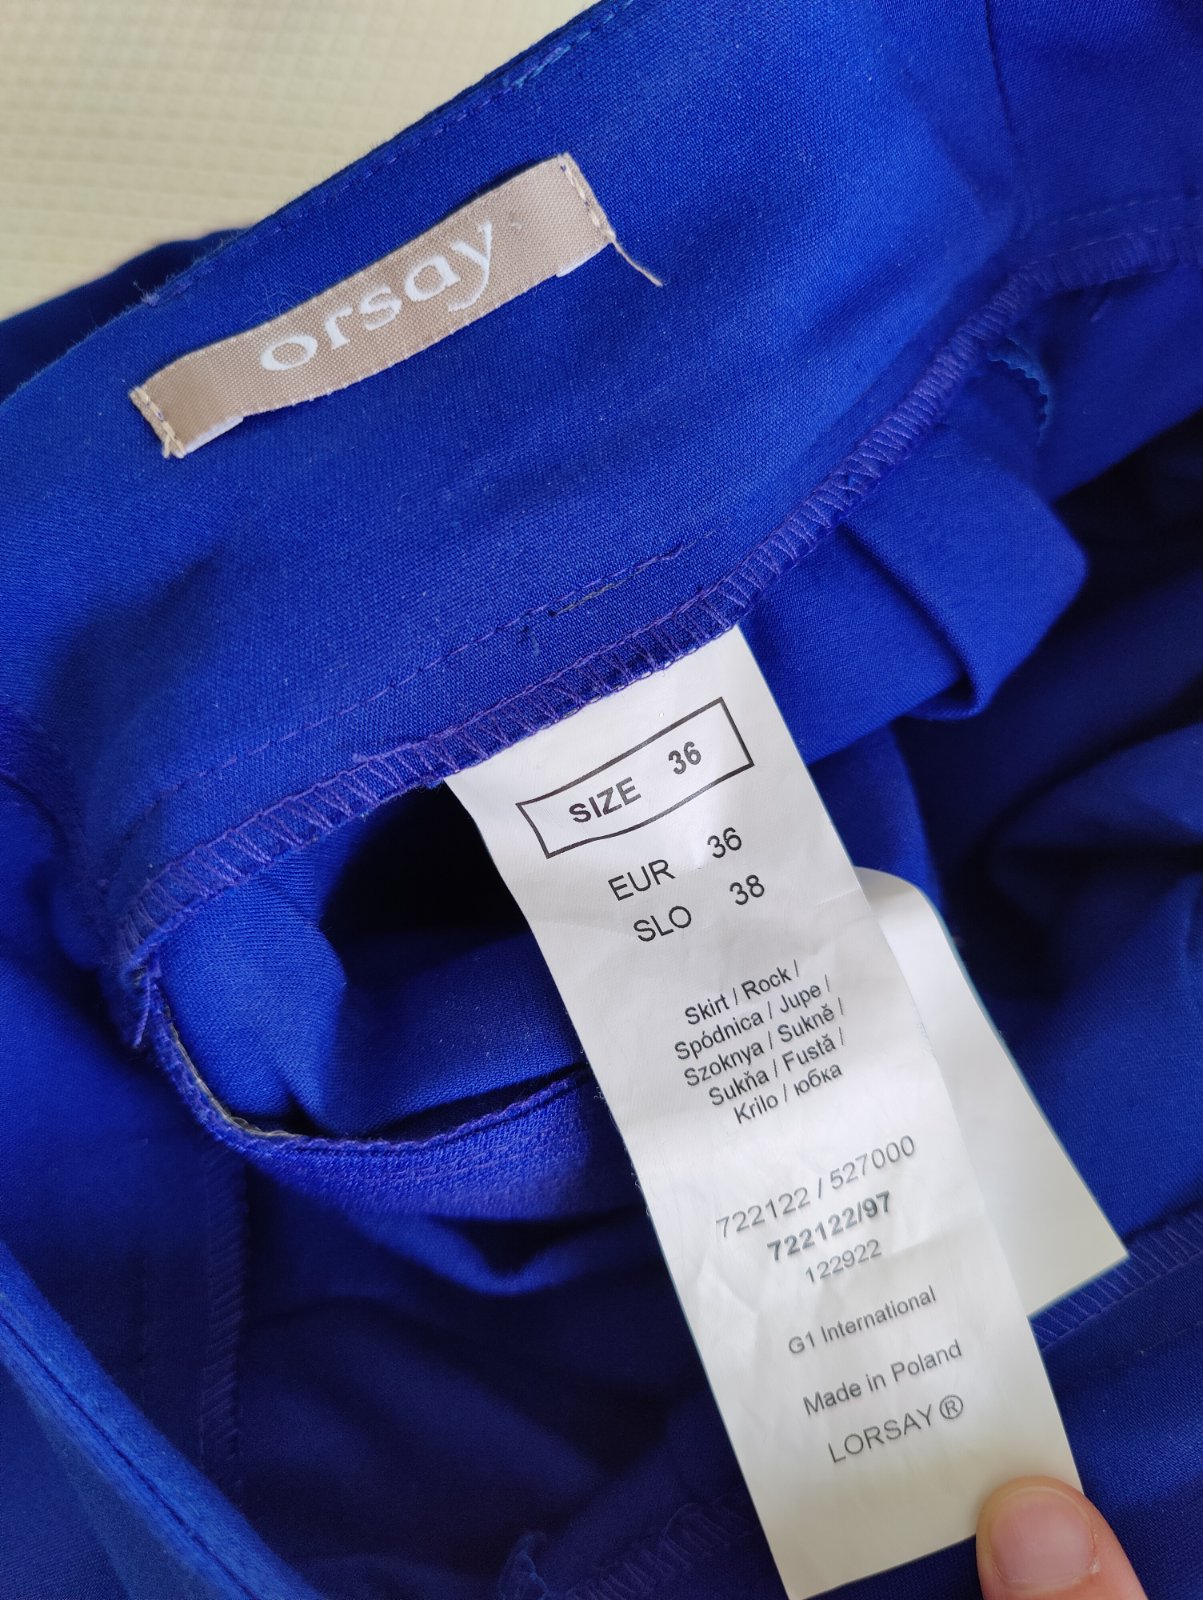 orsay
SIZE 36
EUR 36
SLO 38
Skirt / Rock /
Spódnica / Jupe /
Szoknya / Sukně /
Sukňa / Fustă /
Krilo / юбка
722122 / 527000
722122/97
122922
G1 International
Made in Poland
LORSAY®